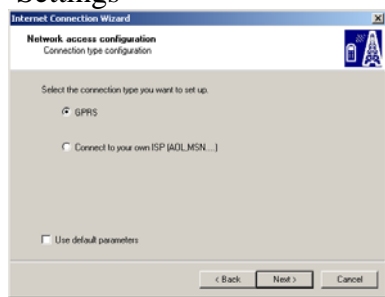 Settings
Internet Connection Wizard
Network access configuration
Connection type configuration
Select the connection type you want to set up.
GPRS
Connect to your own ISP (AOL,MSN....)
Use default parameters
< Back
Next >
Cancel